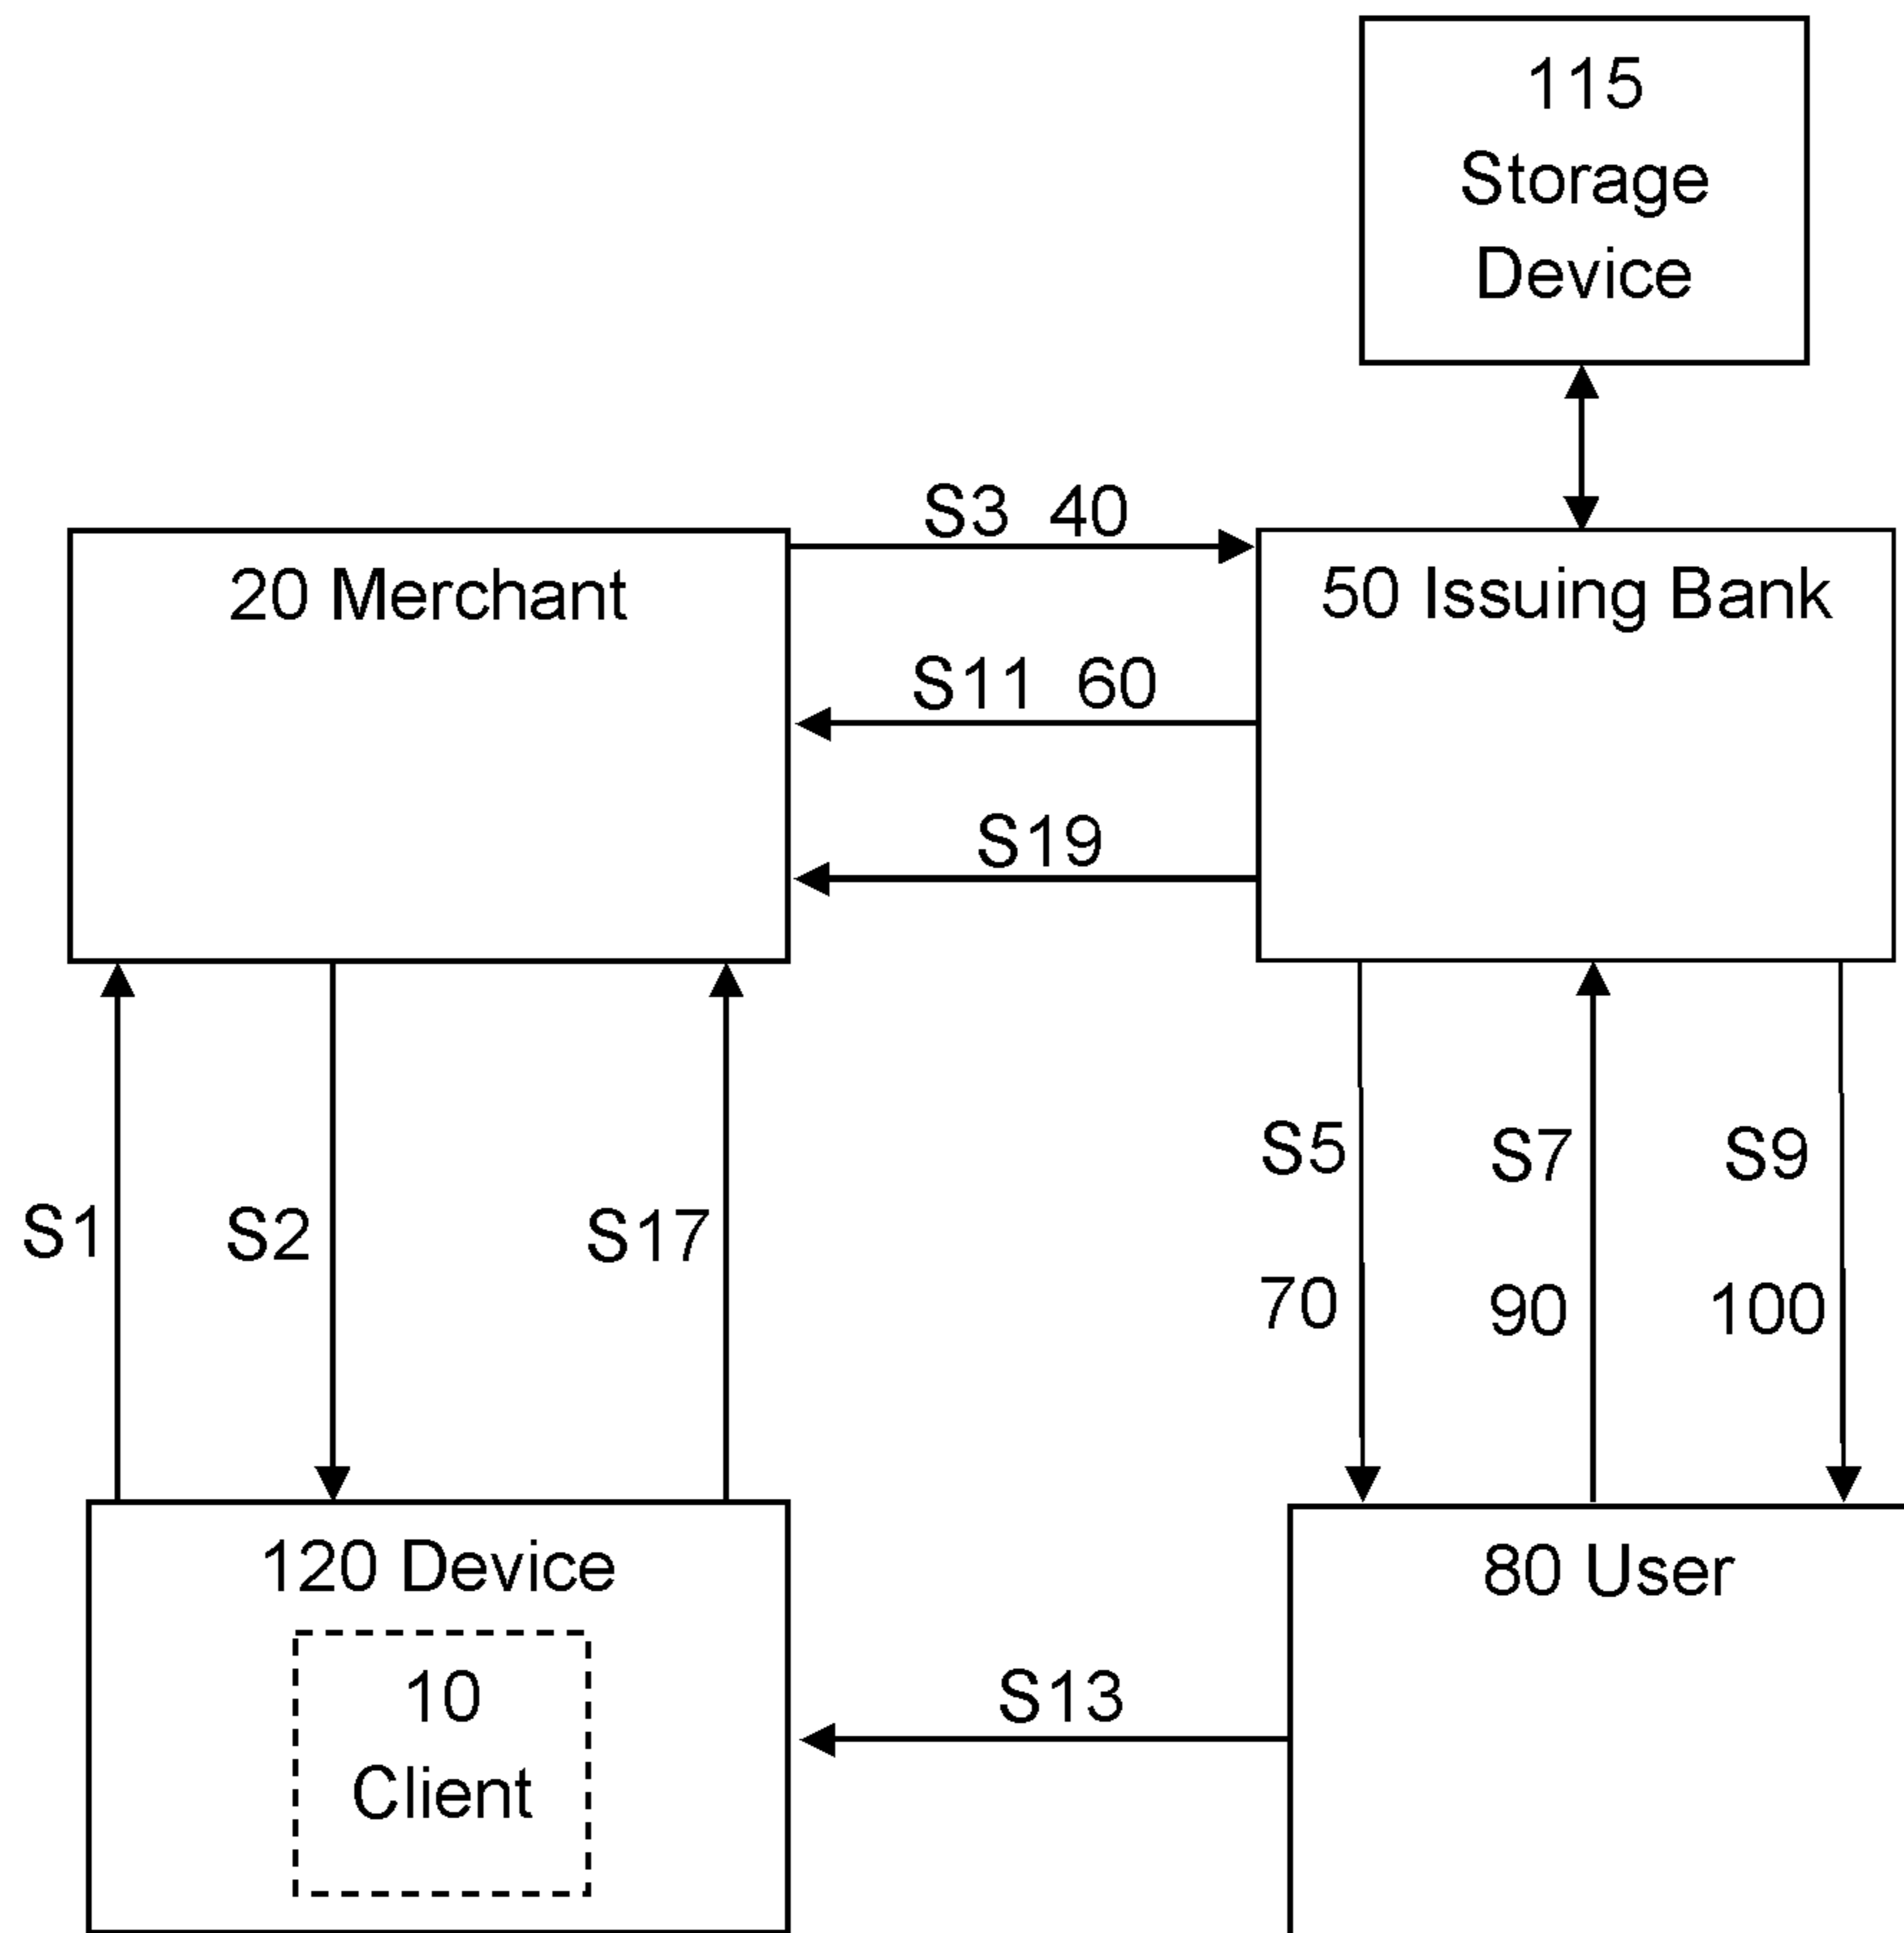 115
Storage
Device
S3 40
20 Merchant
50 Issuing Bank
S11 60
S19
S1
S2
S17
S5
70
S7
90
S9
100
120 Device
10
Client
80 User
S13